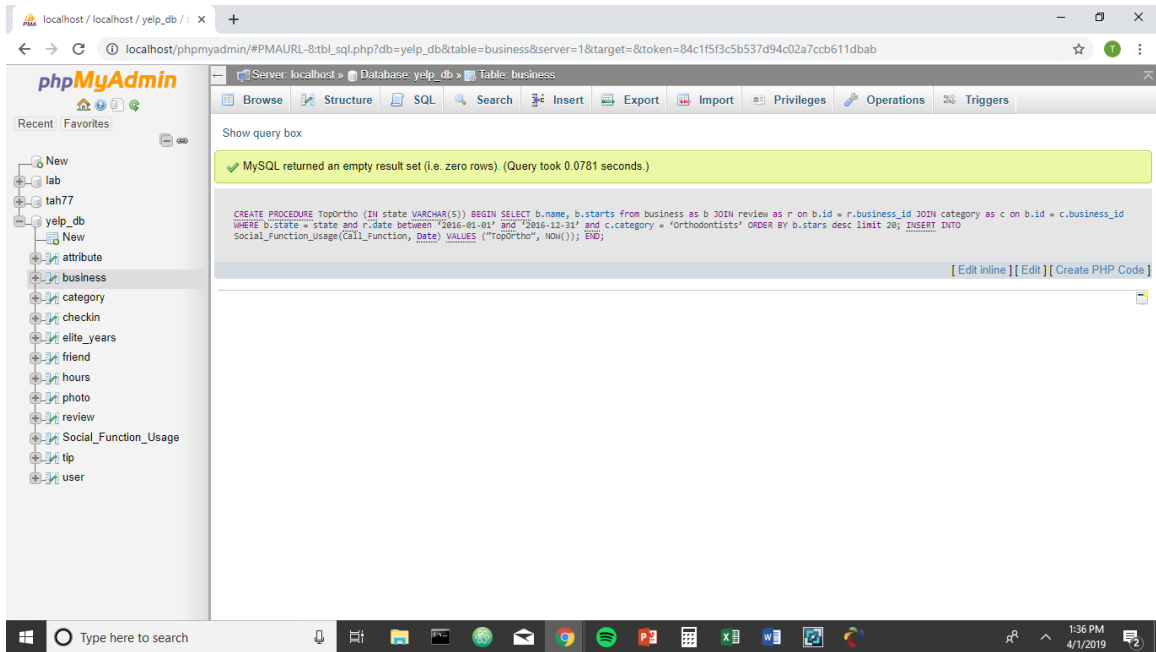 localhost / localhost / yelp_db / b
localhost/phpmyadmin/#PMAURL-8:tbl_sql.php?db=yelp_db&table=business&server=1&target=&token=84c1f5f3c5b537d94c02a7ccb611dbab
T
phpMyAdmin
Recent Favorites
New
lab
tah77
yelp_db
New
attribute
business
category
checkin
elite_years
friend
hours
photo
review
Social_Function_Usage
tip
user
Server: localhost » Database: yelp_db » Table: business
Browse Structure SQL Search Insert Export Import Privileges Operations Triggers
Show query box
MySQL returned an empty result set (i.e. zero rows). (Query took 0.0781 seconds.)
CREATE PROCEDURE TopOrtho (IN state VARCHAR(5)) BEGIN SELECT b.name, b.starts from business as b JOIN review as r on b.id = r.business_id JOIN category as c on b.id = c.business_id
WHERE b.state = state and r.date between ‘2016-01-01’ and ‘2016-12-31’ and c.category = ‘Orthodontists’ ORDER BY b.stars desc limit 20; INSERT INTO
Social_Function_Usage(Call_Function, Date) VALUES (“TopOrtho”, NOW()); END;
[ Edit inline ] [ Edit ] [ Create PHP Code ]
Type here to search
1:36 PM
4/1/2019